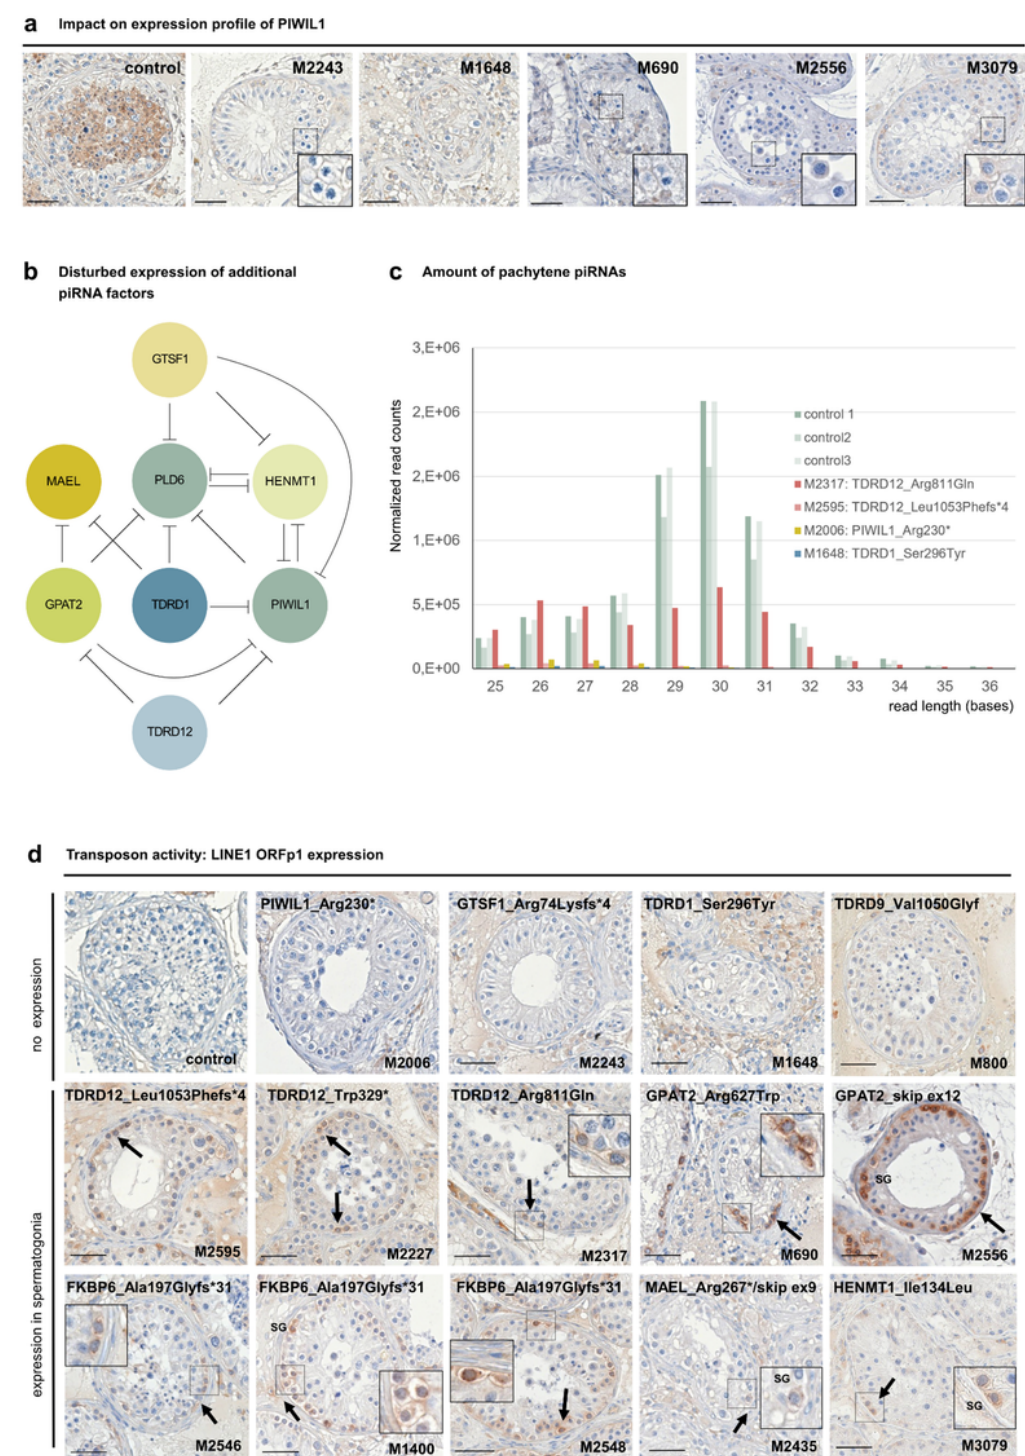 a Impact on expression profile of PIWIL1
control M2243 M1648 M690 M2556 M3079
b Disturbed expression of additional
piRNA factors
GTSF1
MAEL PLD6 HENMT1
GPAT2 TDRD1 PIWIL1
TDRD12
c Amount of pachytene piRNAs
Normalized read counts
3,E+06
2,E+06
2,E+06
1,E+06
5,E+05
0,E+00
control 1
control2
control3
M2317: TDRD12_Arg811Gln
M2595: TDRD12_Leu1053Phefs*4
M2006: PIWIL1_Arg230*
M1648: TDRD1_Ser296Tyr
25 26 27 28 29 30 31 32 33 34 35 36
read length (bases)
d Transposon activity: LINE1 ORFp1 expression
no expression
PIWIL1_Arg230* GTSF1_Arg74Lysfs*4 TDRD1_Ser296Tyr TDRD9_Val1050Glyf
control M2006 M2243 M1648 M800
expression in spermatogonia
TDRD12_Leu1053Phefs*4 TDRD12_Trp329* TDRD12_Arg811Gln GPAT2_Arg627Trp GPAT2_skip ex12
SG
M2595 M2227 M2317 M690 M2556
FKBP6_Ala197Glyfs*31 FKBP6_Ala197Glyfs*31 FKBP6_Ala197Glyfs*31 MAEL_Arg267*/skip ex9 HENMT1_Ile134Leu
SG SG SG
M2546 M1400 M2548 M2435 M3079